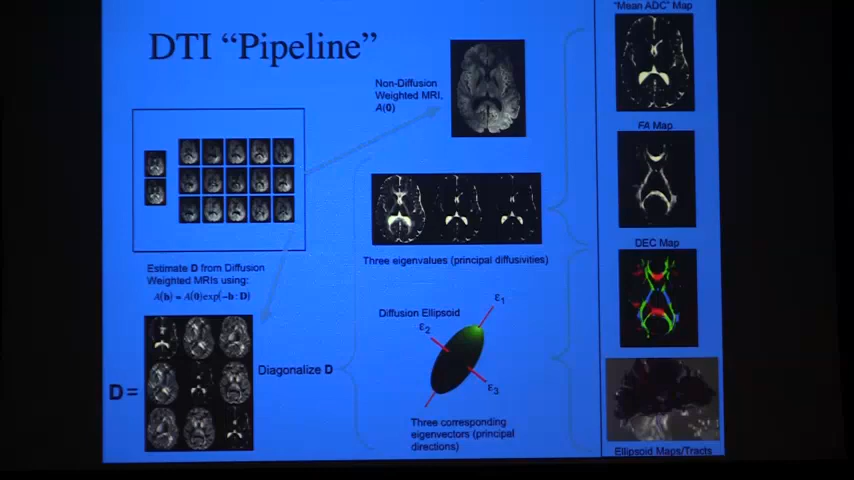 DTI “Pipeline”
Non-Diffusion
Weighted MRI,
A(0)
Estimate D from Diffusion
Weighted MRIs using:
A(b) = A(0)exp(−b : D)
D =
Diagonalize D
Three eigenvalues (principal diffusivities)
Diffusion Ellipsoid
ε1
ε2
ε3
Three corresponding
eigenvectors (principal
directions)
“Mean ADC” Map
FA Map
DEC Map
Ellipsoid Maps/Tracts